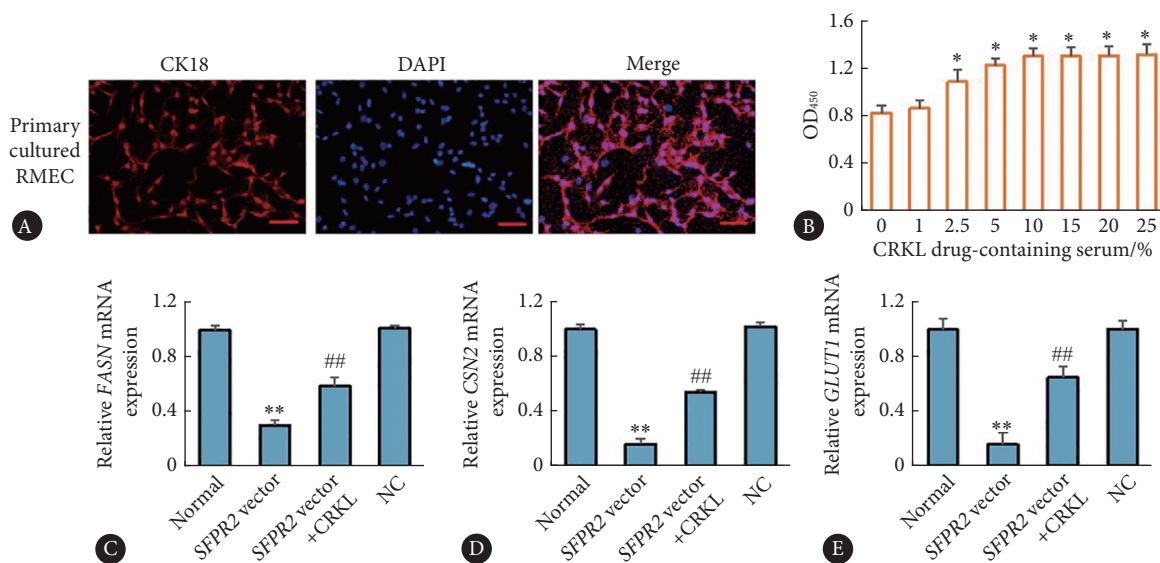 CK18
DAPI
Merge
Primary
cultured
RMEC
A
OD450
1.6
1.2
0.8
0.4
0
* * * * * *
0 1 2.5 5 10 15 20 25
CRKL drug-containing serum/%
B
Relative FASN mRNA
expression
1.2
0.8
0.4
0
**
##
Normal
SFPR2 vector
SFPR2 vector
+CRKL
NC
C
Relative CSN2 mRNA
expression
1.2
0.8
0.4
0
**
##
Normal
SFPR2 vector
SFPR2 vector
+CRKL
NC
D
Relative GLUT1 mRNA
expression
1.2
0.8
0.4
0
**
##
Normal
SFPR2 vector
SFPR2 vector
+CRKL
NC
E